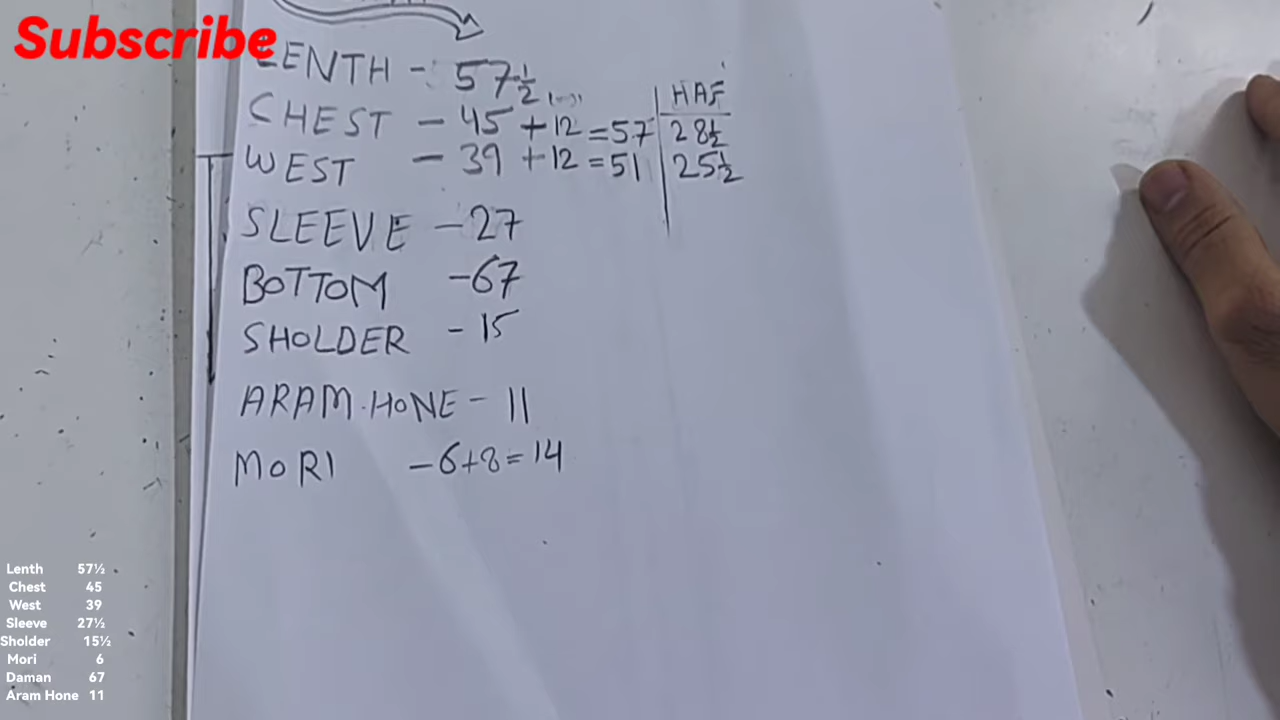 Subscribe
LENTH - 57½
CHEST - 45 +12 =57 28½
HAF
WEST - 39 +12 =51 25½
SLEEVE -27
BOTTOM -67
SHOLDER -15
ARAM.HONE - 11
MORI -6+8=14
Lenth 57½
Chest 45
West 39
Sleeve 27½
Sholder 15½
Mori 6
Daman 67
Aram Hone 11